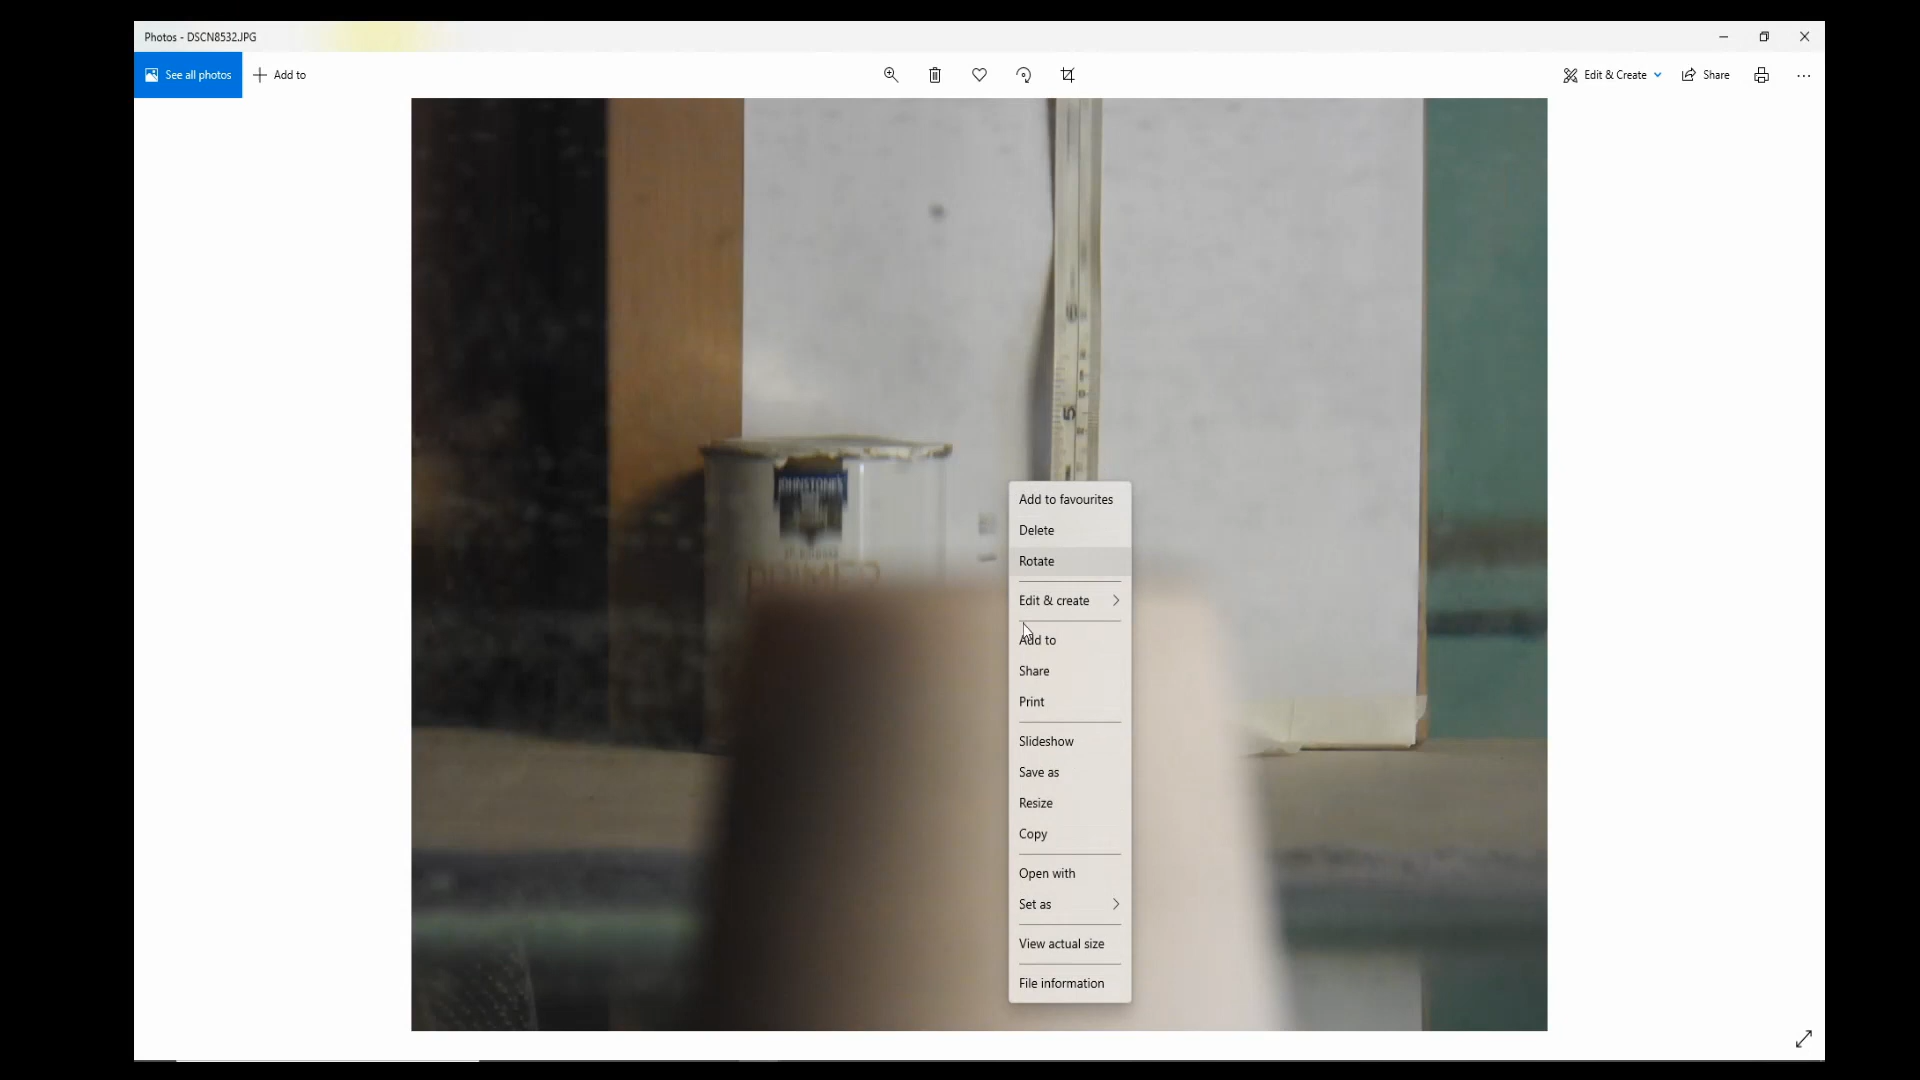 Photos - DSCN8532.JPG
See all photos
Add to
Edit & Create
Share
6
5
JOHNSTONE'S
PRIMER
Add to favourites
Delete
Rotate
Edit & create
Add to
Share
Print
Slideshow
Save as
Resize
Copy
Open with
Set as
View actual size
File information